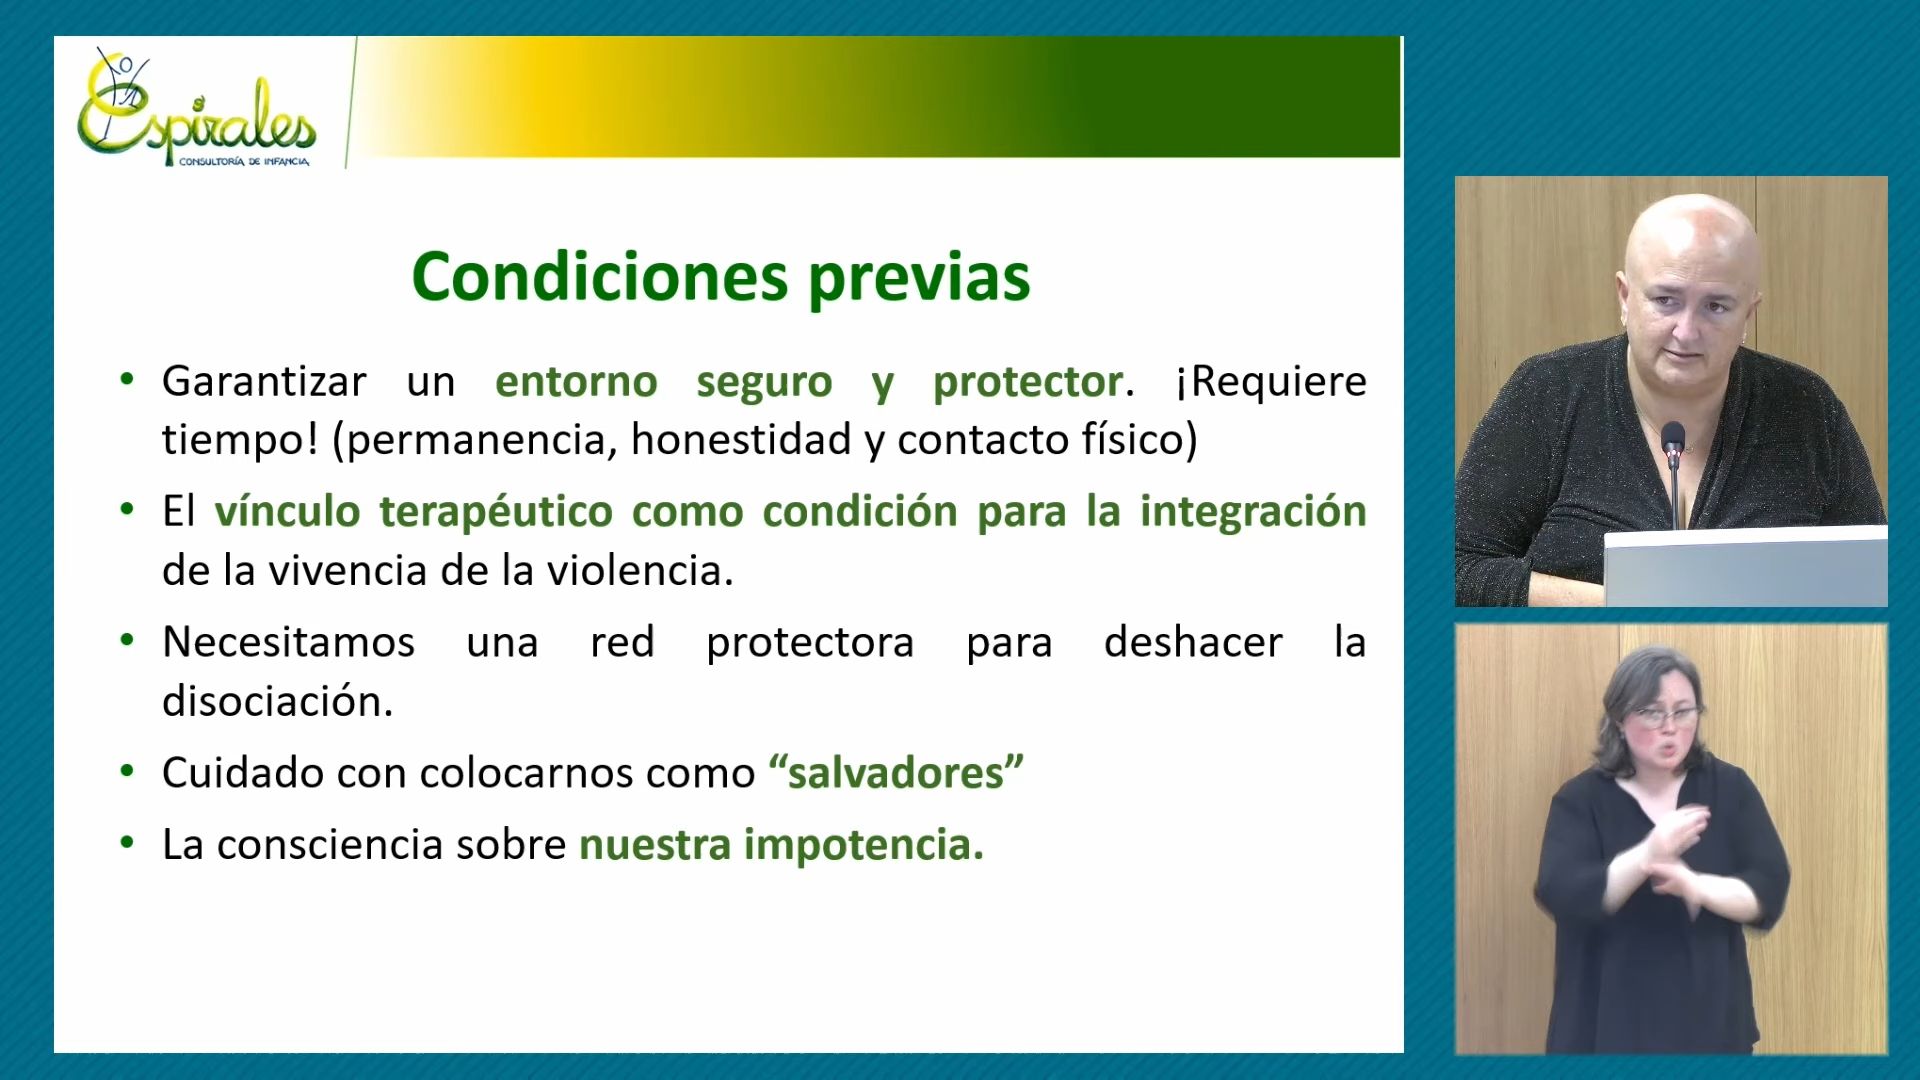 Espirales
CONSULTORÍA DE INFANCIA
Condiciones previas
• Garantizar un entorno seguro y protector. ¡Requiere
tiempo! (permanencia, honestidad y contacto físico)
• El vínculo terapéutico como condición para la integración
de la vivencia de la violencia.
• Necesitamos una red protectora para deshacer la
disociación.
• Cuidado con colocarnos como “salvadores”
• La consciencia sobre nuestra impotencia.